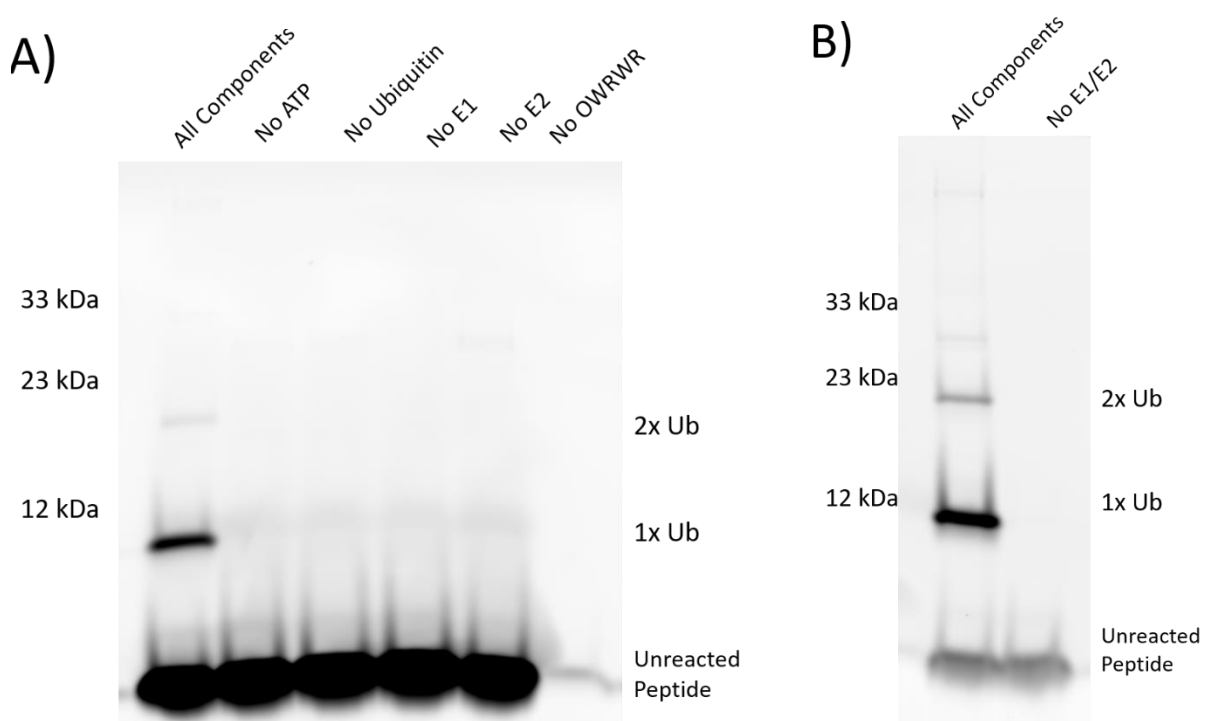 A)
All Components
No ATP
No Ubiquitin
No E1
No E2
No OWRWR
33 kDa
23 kDa
12 kDa
2x Ub
1x Ub
Unreacted
Peptide
B)
All Components
No E1/E2
33 kDa
23 kDa
12 kDa
2x Ub
1x Ub
Unreacted
Peptide